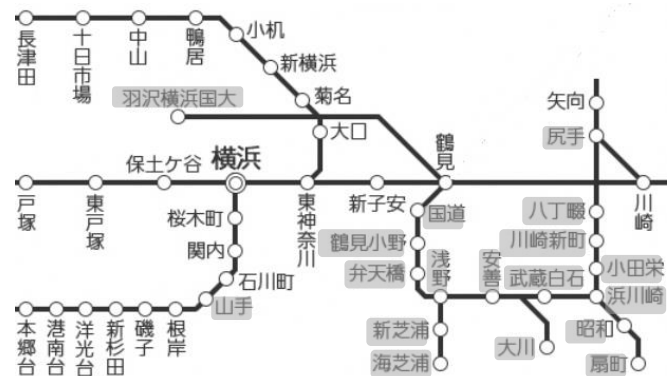 長津田
十日市場
中山
鴨居
小机
新横浜
菊名
大口
羽沢横浜国大
矢向
尻手
鶴見
保土ケ谷
横浜
戸塚
東戸塚
東神奈川
新子安
川崎
桜木町
関内
石川町
山手
国道
鶴見小野
弁天橋
浅野
安善
武蔵白石
八丁畷
川崎新町
小田栄
浜川崎
本郷台
港南台
洋光台
新杉田
磯子
根岸
新芝浦
海芝浦
大川
昭和
扇町